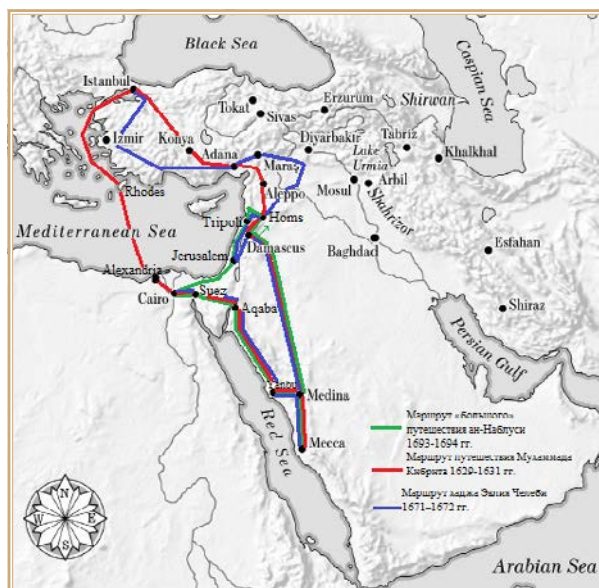 Black Sea
Caspian Sea
Istanbul
Tokat
Sivas
Erzurum
Shirwan
Izmir
Konya
Adana
Maraş
Diyarbakir
Lake
Urmia
Tabriz
Khalkhal
Rhodes
Aleppo
Mosul
Arbil
Shahrizor
Mediterranean Sea
Tripoli
Homs
Damascus
Jerusalem
Baghdad
Esfahan
Alexandria
Cairo
Suez
Aqaba
Shiraz
Persian Gulf
Medina
Red Sea
Mecca
Маршрут «большого»
путешествия ан-Наблуси
1693-1694 гг.
Маршрут путешествия Мухаммада
Кибрита 1629-1631 гг.
Маршрут хаджа Эвлия Челеби
1671–1672 гг.
N
W
E
S
Arabian Sea